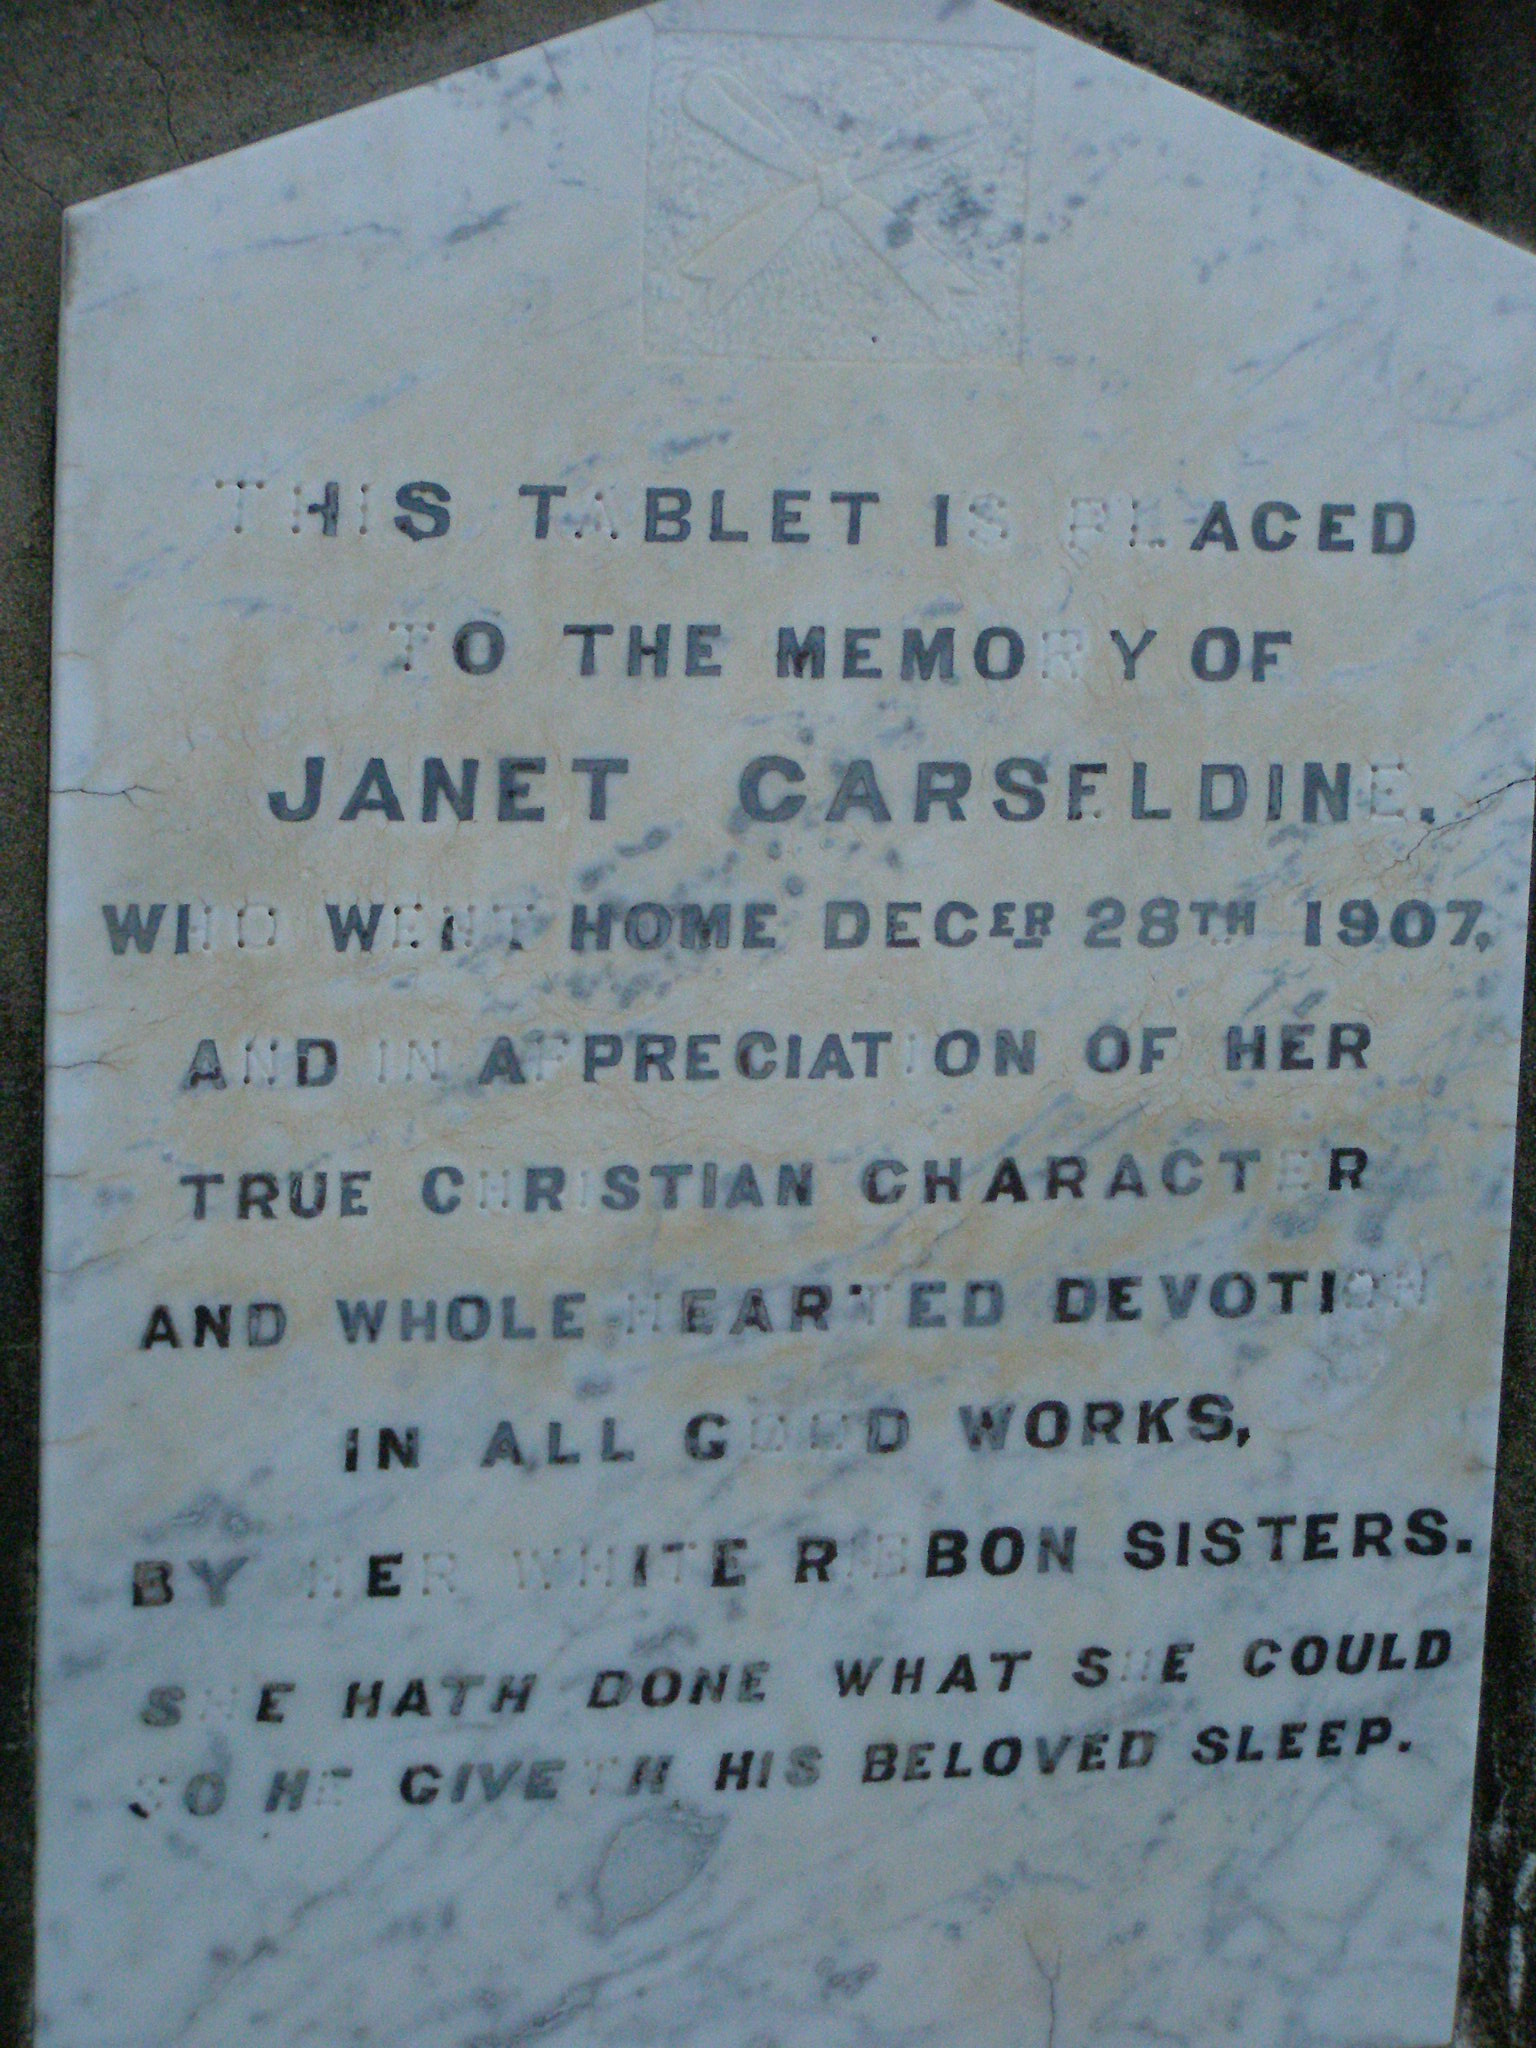 THIS TABLET IS PLACED
TO THE MEMORY OF
JANET CARSELDINE.
WHO WENT HOME DECER 28TH 1907,
AND IN APPRECIATION OF HER
TRUE CHRISTIAN CHARACTER
AND WHOLE-HEARTED DEVOTION
IN ALL GOOD WORKS,
BY HER WHITE RIBBON SISTERS.
SHE HATH DONE WHAT SHE COULD
SO HE GIVETH HIS BELOVED SLEEP.